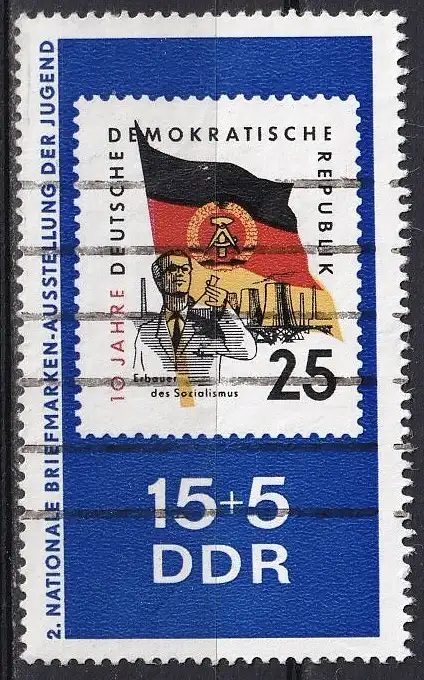 2. NATIONALE BRIEFMARKEN-AUSSTELLUNG DER JUGEND
10 JAHRE DEUTSCHE
DEMOKRATISCHE
REPUBLIK
25
Erbauer
des Sozialismus
15+5
DDR